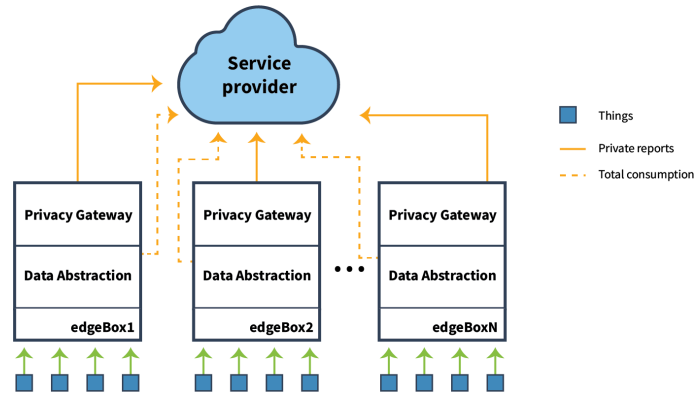 Service
provider
Things
Private reports
Total consumption
Privacy Gateway
Privacy Gateway
Privacy Gateway
Data Abstraction
Data Abstraction
Data Abstraction
edgeBox1
edgeBox2
edgeBoxN